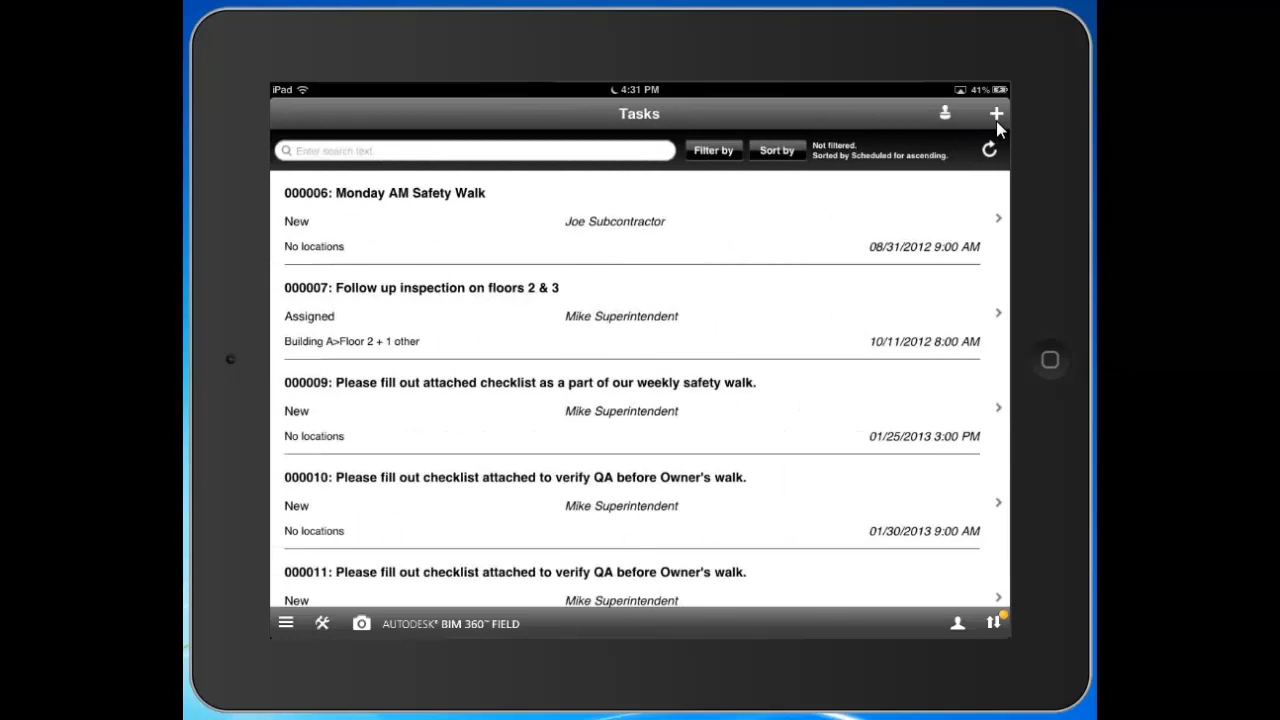 iPad 4:31 PM 41%
Tasks
Enter search text Filter by Sort by Not filtered.
Sorted by Scheduled for ascending.
000006: Monday AM Safety Walk
New Joe Subcontractor
No locations 08/31/2012 9:00 AM
000007: Follow up inspection on floors 2 & 3
Assigned Mike Superintendent
Building A>Floor 2 + 1 other 10/11/2012 8:00 AM
000009: Please fill out attached checklist as a part of our weekly safety walk.
New Mike Superintendent
No locations 01/25/2013 3:00 PM
000010: Please fill out checklist attached to verify QA before Owner's walk.
New Mike Superintendent
No locations 01/30/2013 9:00 AM
000011: Please fill out checklist attached to verify QA before Owner's walk.
New Mike Superintendent
AUTODESK® BIM 360™ FIELD